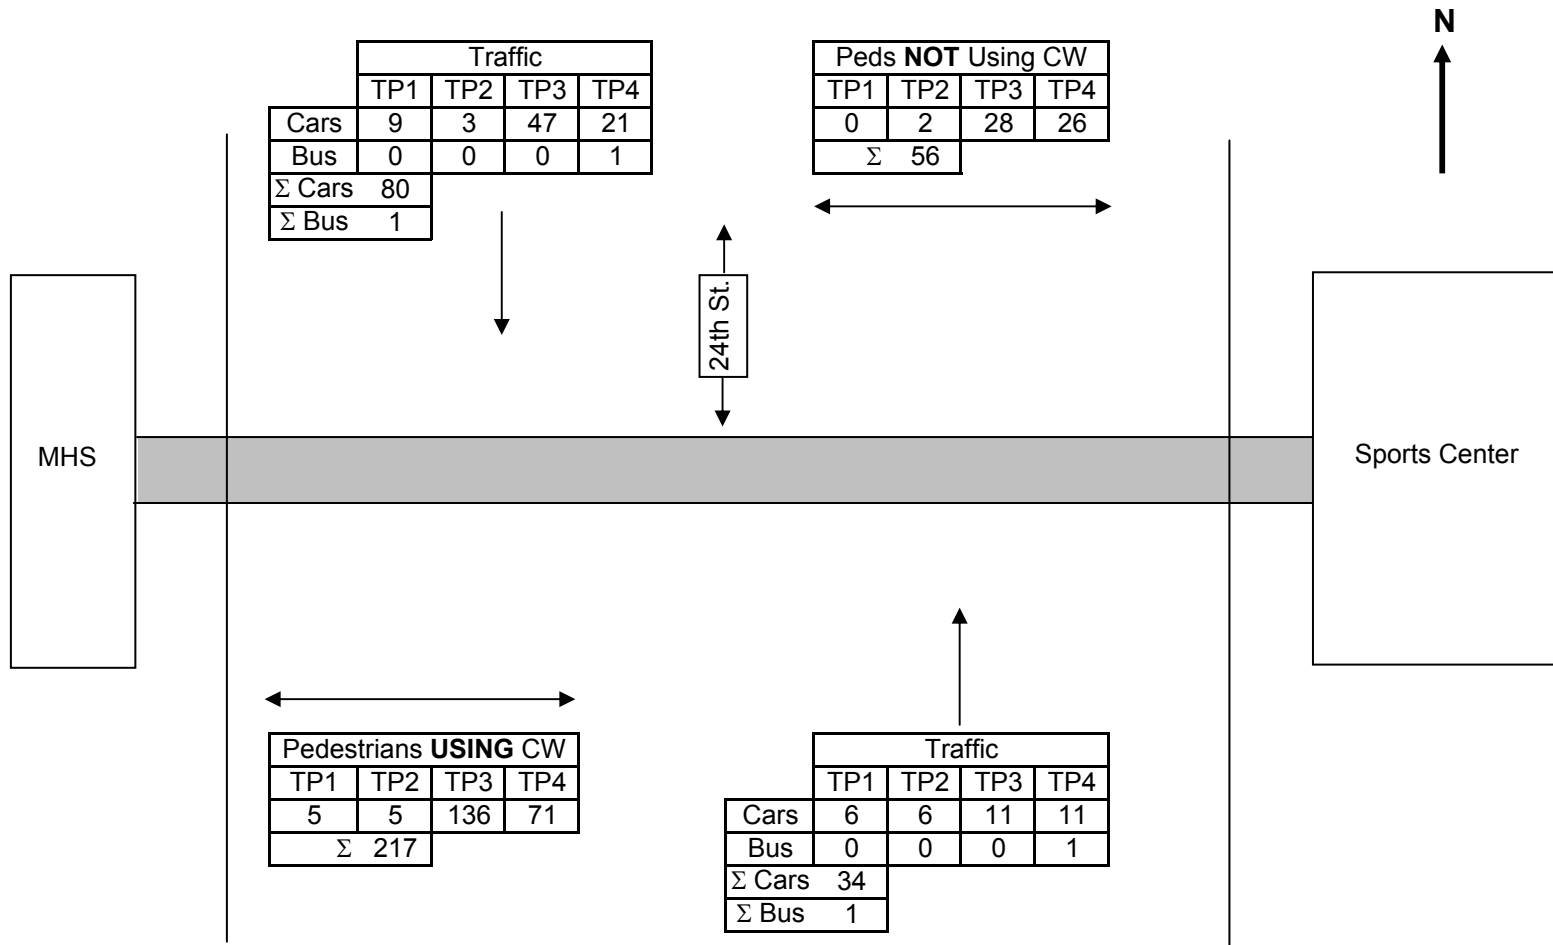 N
Traffic
TP1 TP2 TP3 TP4
Cars 9 3 47 21
Bus 0 0 0 1
Σ Cars 80
Σ Bus 1
Peds NOT Using CW
TP1 TP2 TP3 TP4
0 2 28 26
Σ 56
24th St.
MHS
Sports Center
Pedestrians USING CW
TP1 TP2 TP3 TP4
5 5 136 71
Σ 217
Traffic
TP1 TP2 TP3 TP4
Cars 6 6 11 11
Bus 0 0 0 1
Σ Cars 34
Σ Bus 1